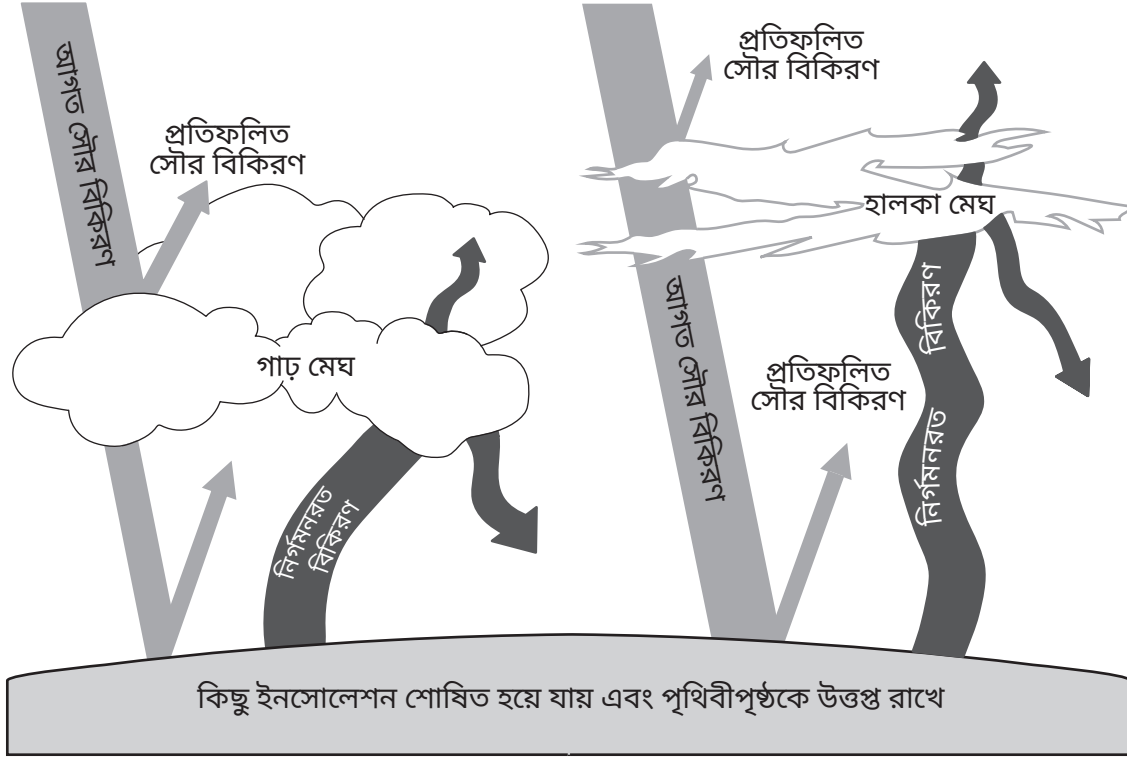 আগত সৌর বিকিরণ
প্রতিফলিত
সৌর বিকিরণ
গাঢ় মেঘ
নির্গমনরত
বিকিরণ
প্রতিফলিত
সৌর বিকিরণ
হালকা মেঘ
আগত সৌর বিকিরণ
প্রতিফলিত
সৌর বিকিরণ
নির্গমনরত বিকিরণ
কিছু ইনসোলেশন শোষিত হয়ে যায় এবং পৃথিবীপৃষ্ঠকে উত্তপ্ত রাখে